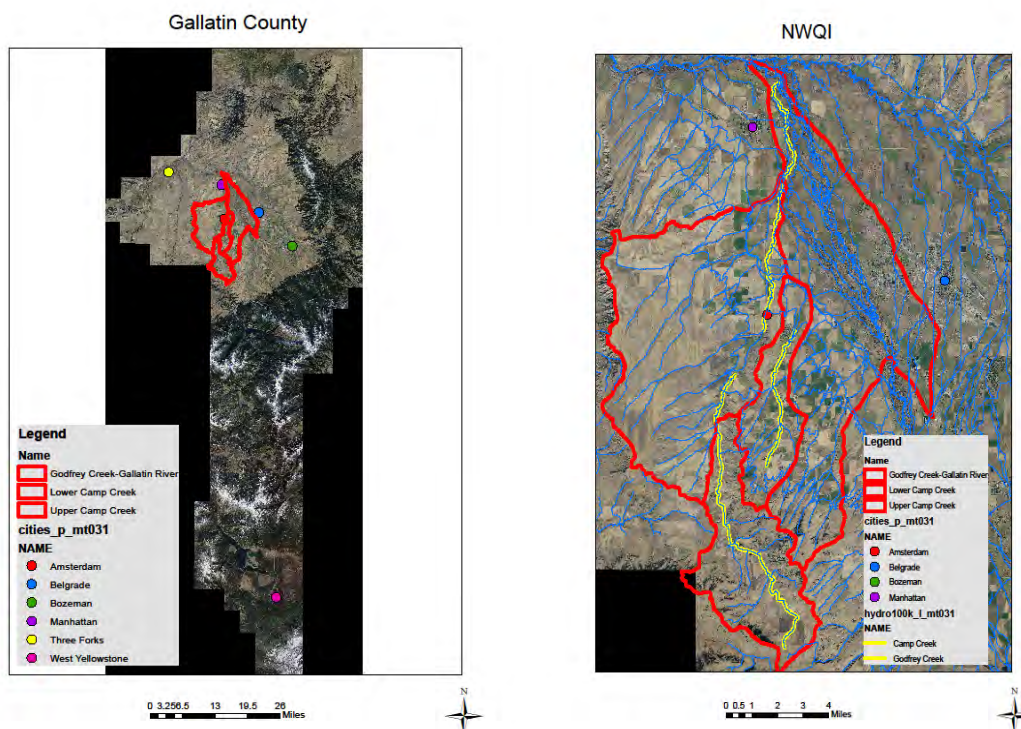 Gallatin County
Legend
Name
Godfrey Creek-Gallatin River
Lower Camp Creek
Upper Camp Creek
cities_p_mt031
NAME
Amsterdam
Belgrade
Bozeman
Manhattan
Three Forks
West Yellowstone
0 3.256.5 13 19.5 26
Miles
N
NWQI
Legend
Name
Godfrey Creek-Gallatin River
Lower Camp Creek
Upper Camp Creek
cities_p_mt031
NAME
Amsterdam
Belgrade
Bozeman
Manhattan
hydro100k_l_mt031
NAME
Camp Creek
Godfrey Creek
0 0.5 1 2 3 4
Miles
N